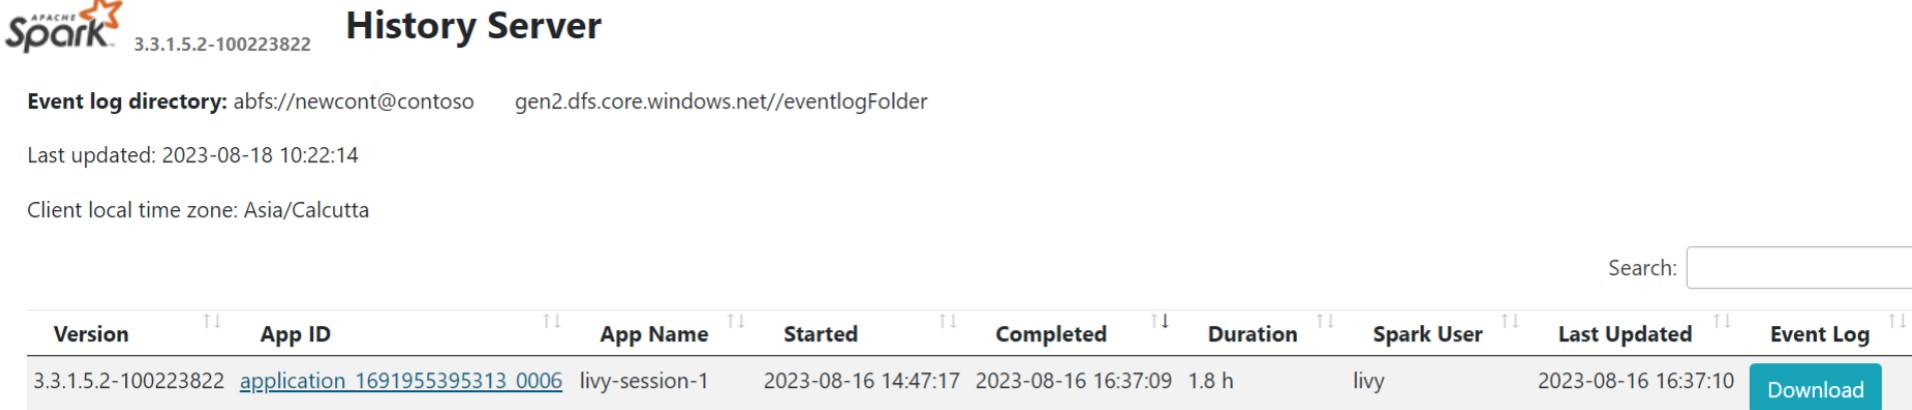 APACHE
Spark 3.3.1.5.2-100223822 History Server
Event log directory: abfs://newcont@contoso gen2.dfs.core.windows.net//eventlogFolder
Last updated: 2023-08-18 10:22:14
Client local time zone: Asia/Calcutta
Search:
Version App ID App Name Started Completed Duration Spark User Last Updated Event Log
3.3.1.5.2-100223822 application_1691955395313_0006 livy-session-1 2023-08-16 14:47:17 2023-08-16 16:37:09 1.8 h livy 2023-08-16 16:37:10 Download